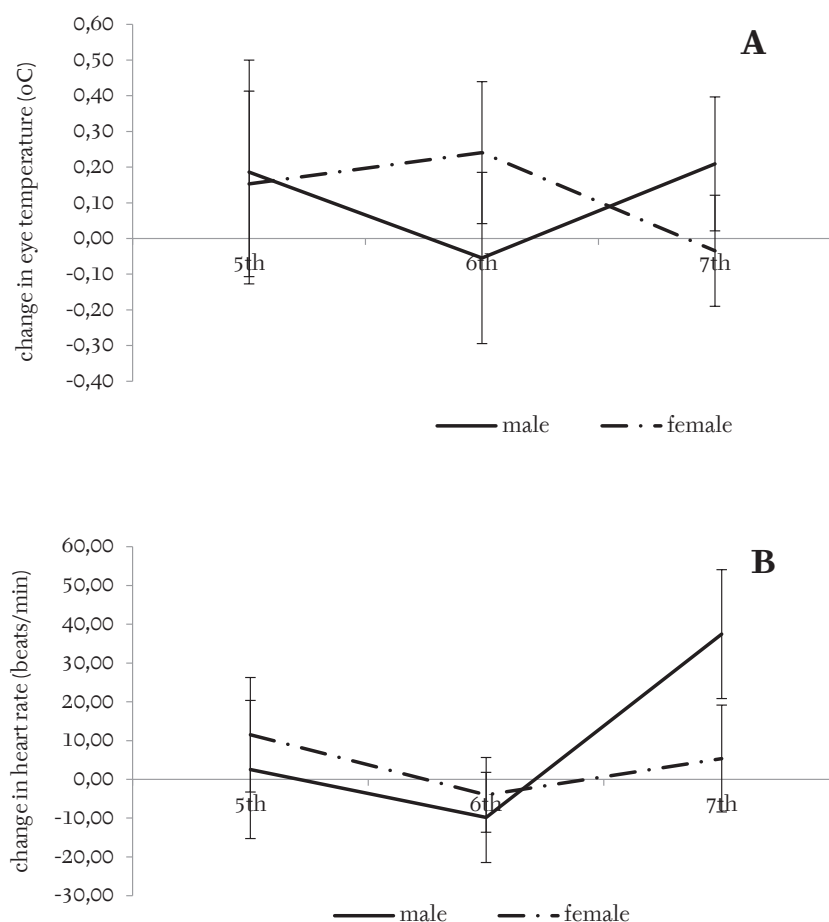 A
change in eye temperature (oC)
0,60
0,50
0,40
0,30
0,20
0,10
0,00
-0,10
-0,20
-0,30
-0,40
5th 6th 7th
male female
B
change in heart rate (beats/min)
60,00
50,00
40,00
30,00
20,00
10,00
0,00
-10,00
-20,00
-30,00
5th 6th 7th
male female